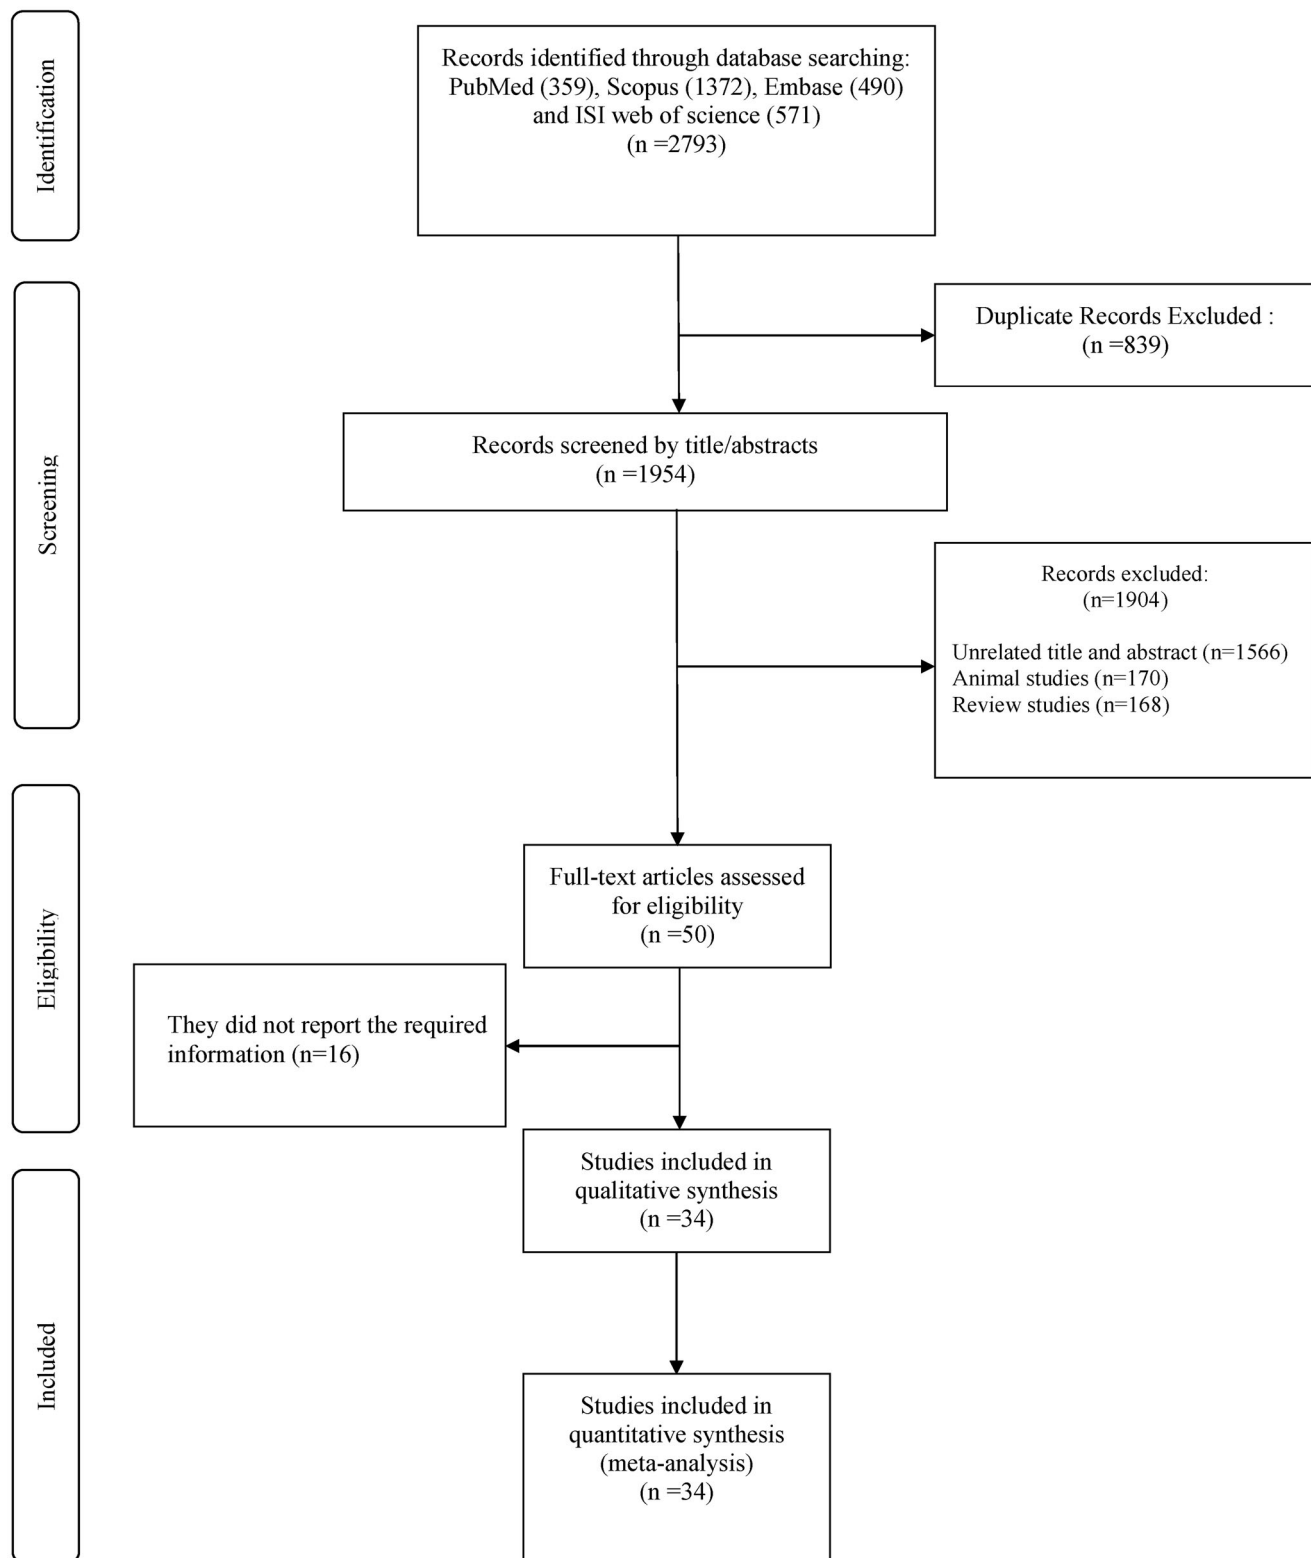 Identification
Records identified through database searching:
PubMed (359), Scopus (1372), Embase (490)
and ISI web of science (571)
(n =2793)
Screening
Duplicate Records Excluded :
(n =839)
Records screened by title/abstracts
(n =1954)
Records excluded:
(n=1904)
Unrelated title and abstract (n=1566)
Animal studies (n=170)
Review studies (n=168)
Eligibility
Full-text articles assessed
for eligibility
(n =50)
They did not report the required
information (n=16)
Included
Studies included in
qualitative synthesis
(n =34)
Studies included in
quantitative synthesis
(meta-analysis)
(n =34)